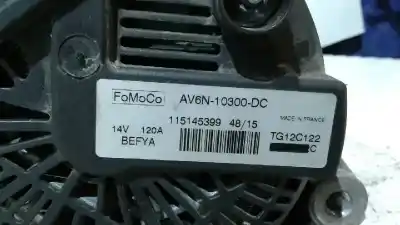 FoMoCo AV6N-10300-DC
115145399 48/15 MADE IN FRANCE
14V 120A TG12C122
BEFYA C